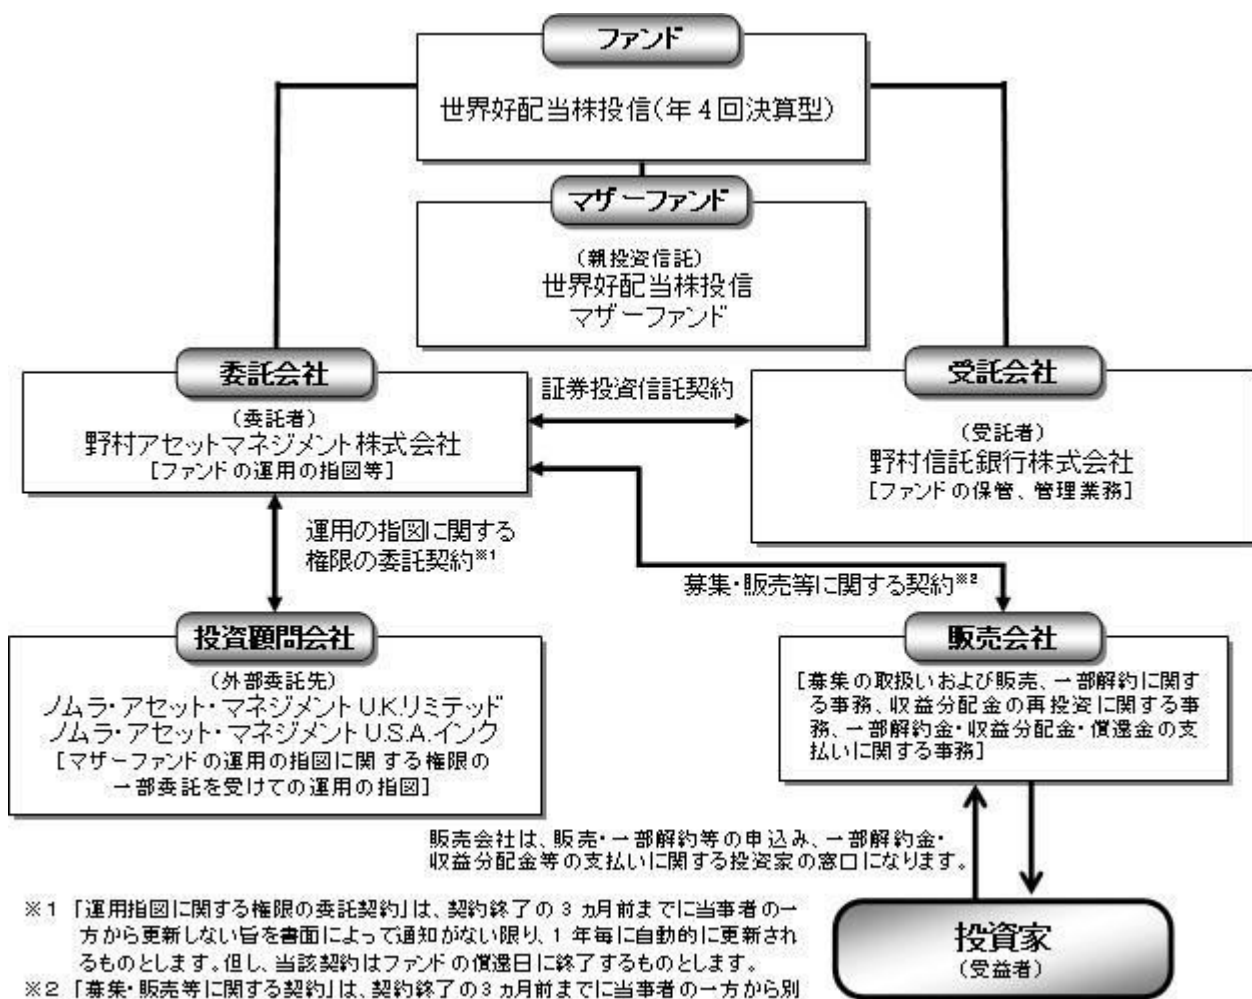 ファンド
世界好配当株投信(年4回決算型)
マザーファンド
(親投資信託)
世界好配当株投信
マザーファンド
委託会社
(委託者)
野村アセットマネジメント株式会社
[ファンドの運用の指図等]
証券投資信託契約
受託会社
(受託者)
野村信託銀行株式会社
[ファンドの保管、管理業務]
運用の指図に関する
権限の委託契約※1
募集・販売等に関する契約※2
投資顧問会社
(外部委託先)
ノムラ・アセット・マネジメントU.K.リミテッド
ノムラ・アセット・マネジメントU.S.A.インク
[マザーファンドの運用の指図に関する権限の
一部委託を受けての運用の指図]
販売会社
[募集の取扱いおよび販売、一部解約に関す
る事務、収益分配金の再投資に関する事
務、一部解約金・収益分配金・償還金の支
払いに関する事務]
販売会社は、販売・一部解約等の申込み、一部解約金・
収益分配金等の支払いに関する投資家の窓口になります。
投資家
(受益者)
※1 「運用指図に関する権限の委託契約」は、契約終了の3ヵ月前までに当事者の一
方から更新しない旨を書面によって通知がない限り、1年毎に自動的に更新され
るものとします。但し、当該契約はファンドの償還日に終了するものとします。
※2 「募集・販売等に関する契約」は、契約終了の3ヵ月前までに当事者の一方から別